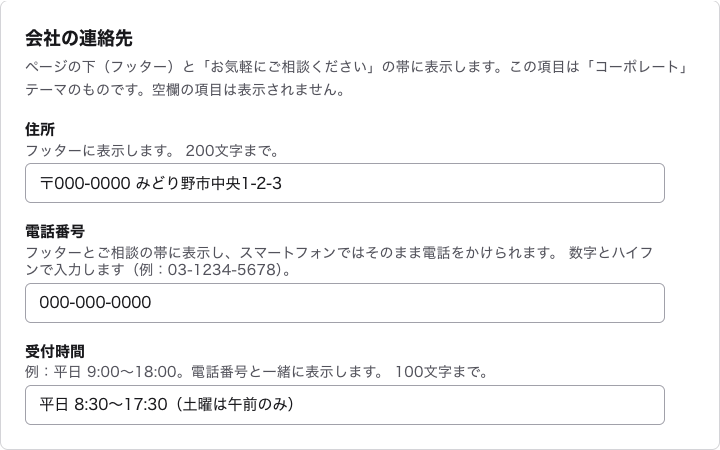 会社の連絡先
ページの下（フッター）と「お気軽にご相談ください」の帯に表示します。この項目は「コーポレート」
テーマのものです。空欄の項目は表示されません。
住所
フッターに表示します。 200文字まで。
〒000-0000 みどり野市中央1-2-3
電話番号
フッターとご相談の帯に表示し、スマートフォンではそのまま電話をかけられます。 数字とハイフ
ンで入力します（例：03-1234-5678）。
000-000-0000
受付時間
例：平日 9:00〜18:00。電話番号と一緒に表示します。 100文字まで。
平日 8:30〜17:30（土曜は午前のみ）